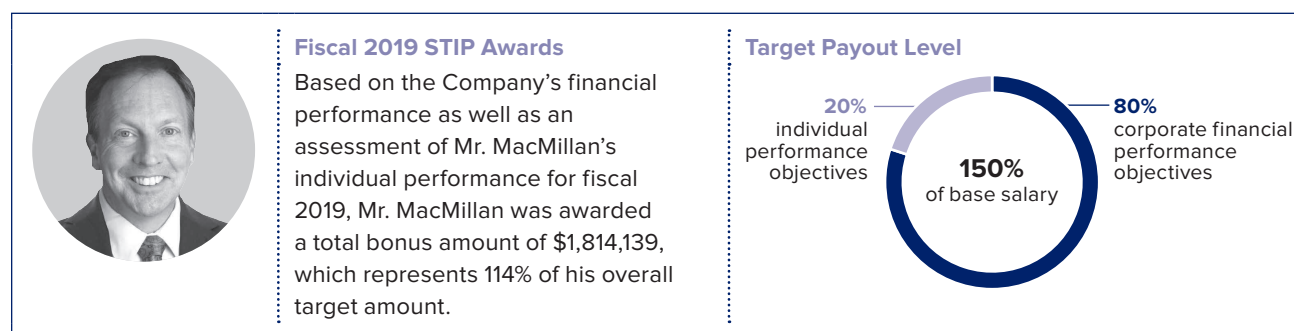 Fiscal 2019 STIP Awards
Based on the Company’s financial
performance as well as an
assessment of Mr. MacMillan’s
individual performance for fiscal
2019, Mr. MacMillan was awarded
a total bonus amount of $1,814,139,
which represents 114% of his overall
target amount.
Target Payout Level
20%
individual
performance
objectives
150%
of base salary
80%
corporate financial
performance
objectives